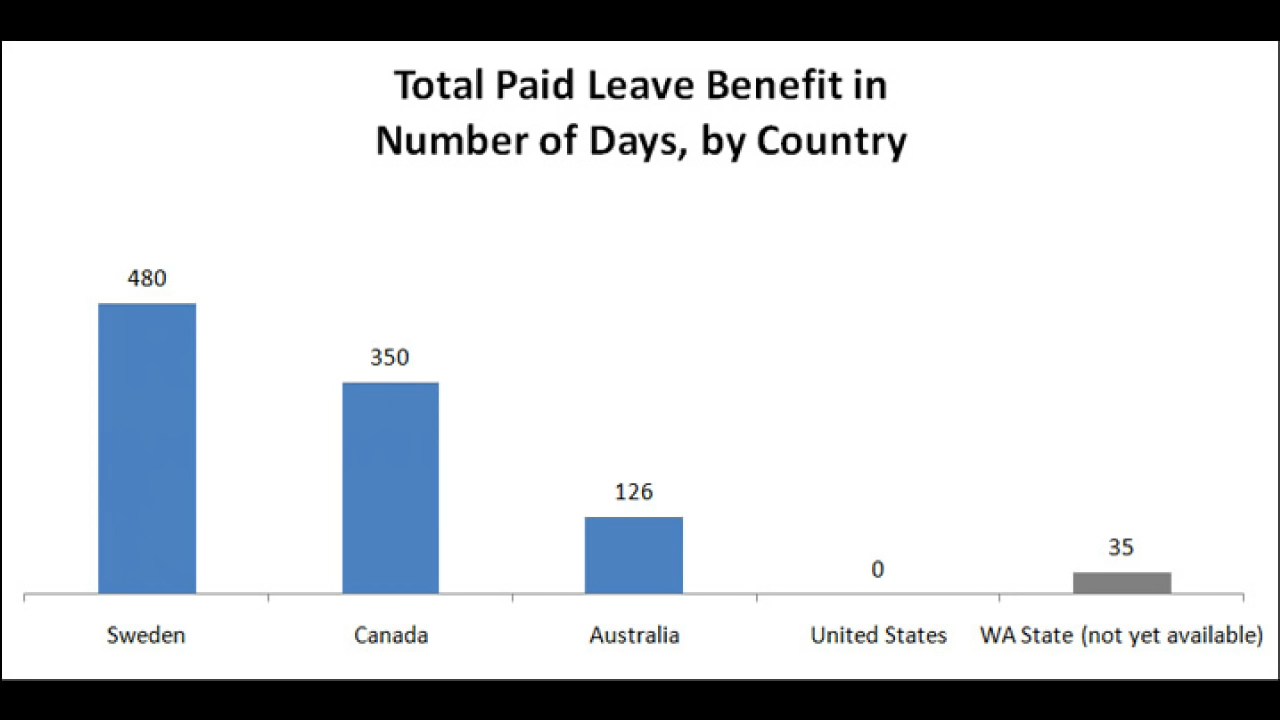 Total Paid Leave Benefit in
Number of Days, by Country
480
350
126
0
35
Sweden
Canada
Australia
United States
WA State (not yet available)